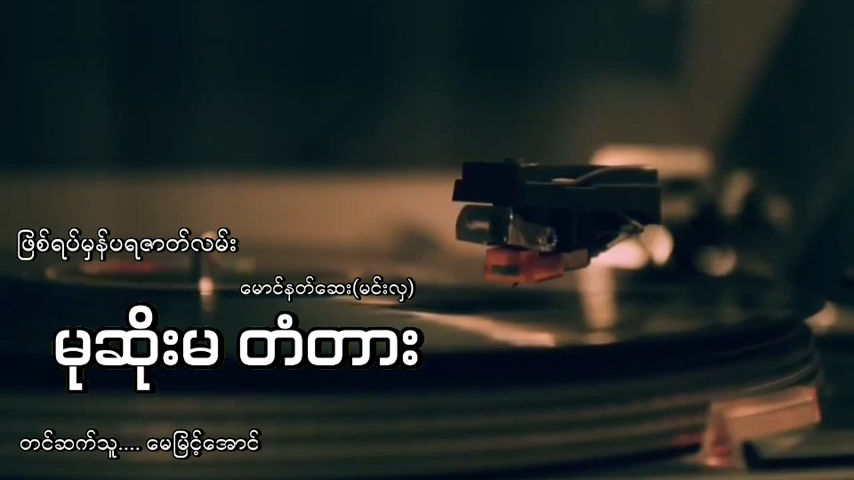 ဖြစ်ရပ်မှန်ပရဇာတ်လမ်း
မောင်နတ်ဆေး(မင်းလှ)
မုဆိုးမ တံတား
တင်ဆက်သူ.... မေမြင့်အောင်